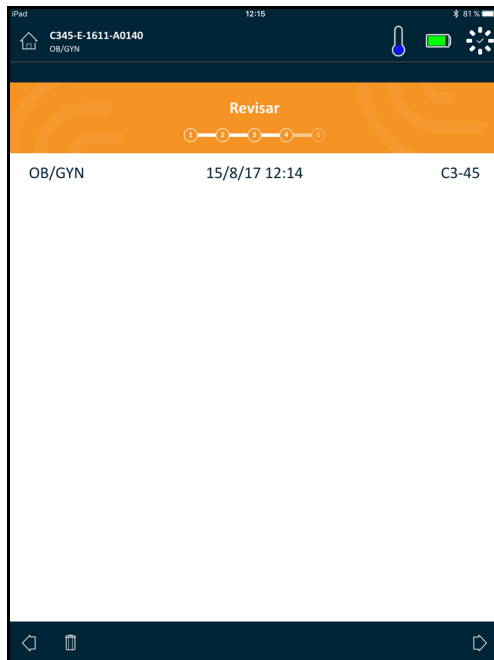 iPad 12:15 81 %
C345-E-1611-A0140
OB/GYN
Revisar
1 2 3 4 5
OB/GYN 15/8/17 12:14 C3-45